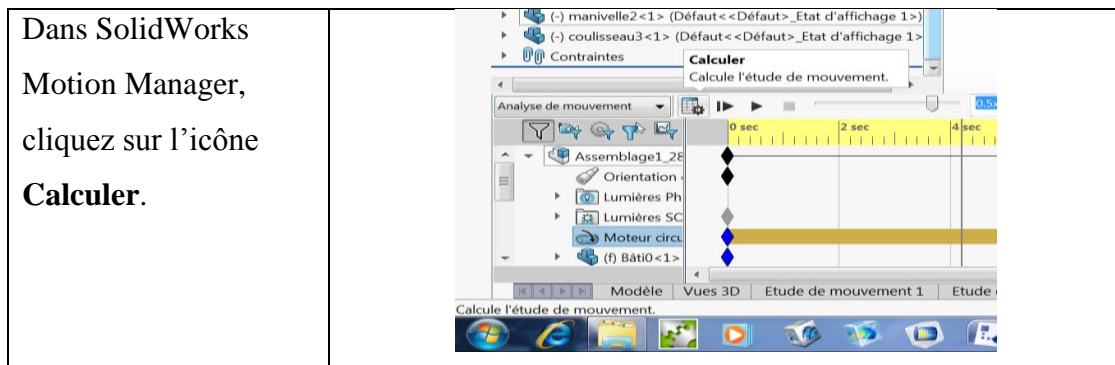 Dans SolidWorks
Motion Manager,
cliquez sur l’icône
Calculer.
(-) manivelle2<1> (Défaut<<Défaut>_Etat d'affichage 1>)
(-) coulisseau3<1> (Défaut<<Défaut>_Etat d'affichage 1>
Contraintes
Calculer
Calcule l'étude de mouvement.
Analyse de mouvement
0.5x
0 sec
2 sec
4 sec
Assemblage1_28
Orientation
Lumières Ph
Lumières SC
Moteur circu
(f) Bâti0<1>
Modèle
Vues 3D
Etude de mouvement 1
Etude
Calcule l'étude de mouvement.